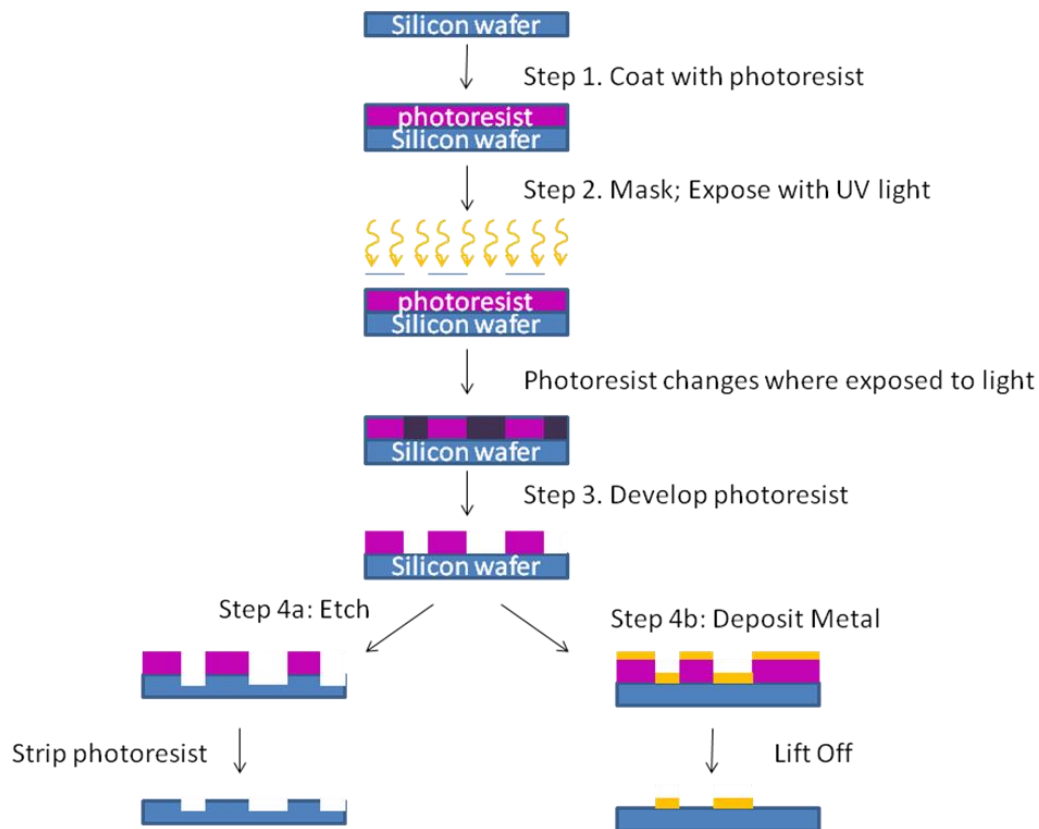 Silicon wafer
Step 1. Coat with photoresist
photoresist
Silicon wafer
Step 2. Mask; Expose with UV light
photoresist
Silicon wafer
Photoresist changes where exposed to light
Silicon wafer
Step 3. Develop photoresist
Silicon wafer
Step 4a: Etch
Step 4b: Deposit Metal
Strip photoresist
Lift Off